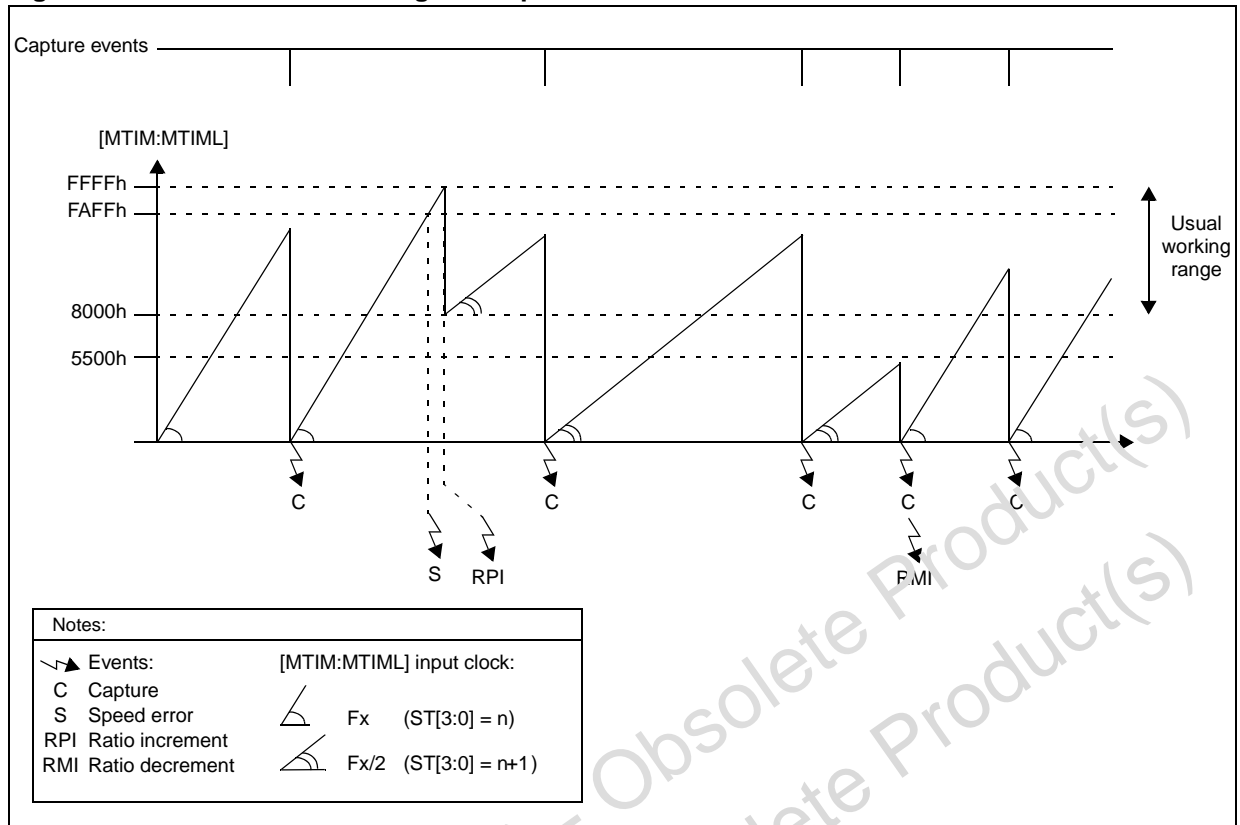 Capture events
[MTIM:MTIML]
FFFFh
FAFFh
8000h
5500h
Usual
working
range
C
C
C
C
C
S
RPI
RMI
Notes:
Events:
C Capture
S Speed error
RPI Ratio increment
RMI Ratio decrement
[MTIM:MTIML] input clock:
Fx (ST[3:0] = n)
Fx/2 (ST[3:0] = n+1)
Obsolete Product(s)
Product(s)